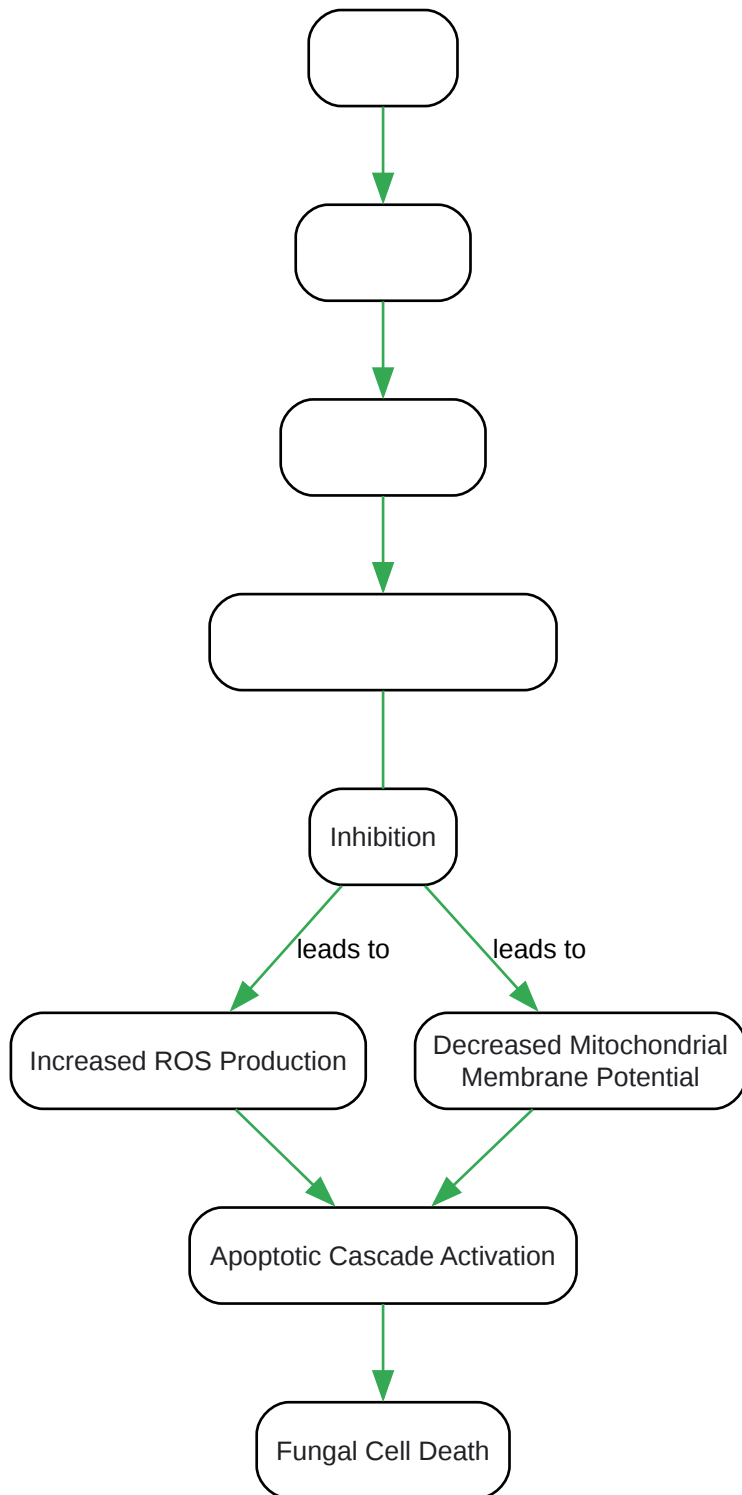 Inhibition
leads to
leads to
Increased ROS Production
Decreased Mitochondrial
Membrane Potential
Apoptotic Cascade Activation
Fungal Cell Death